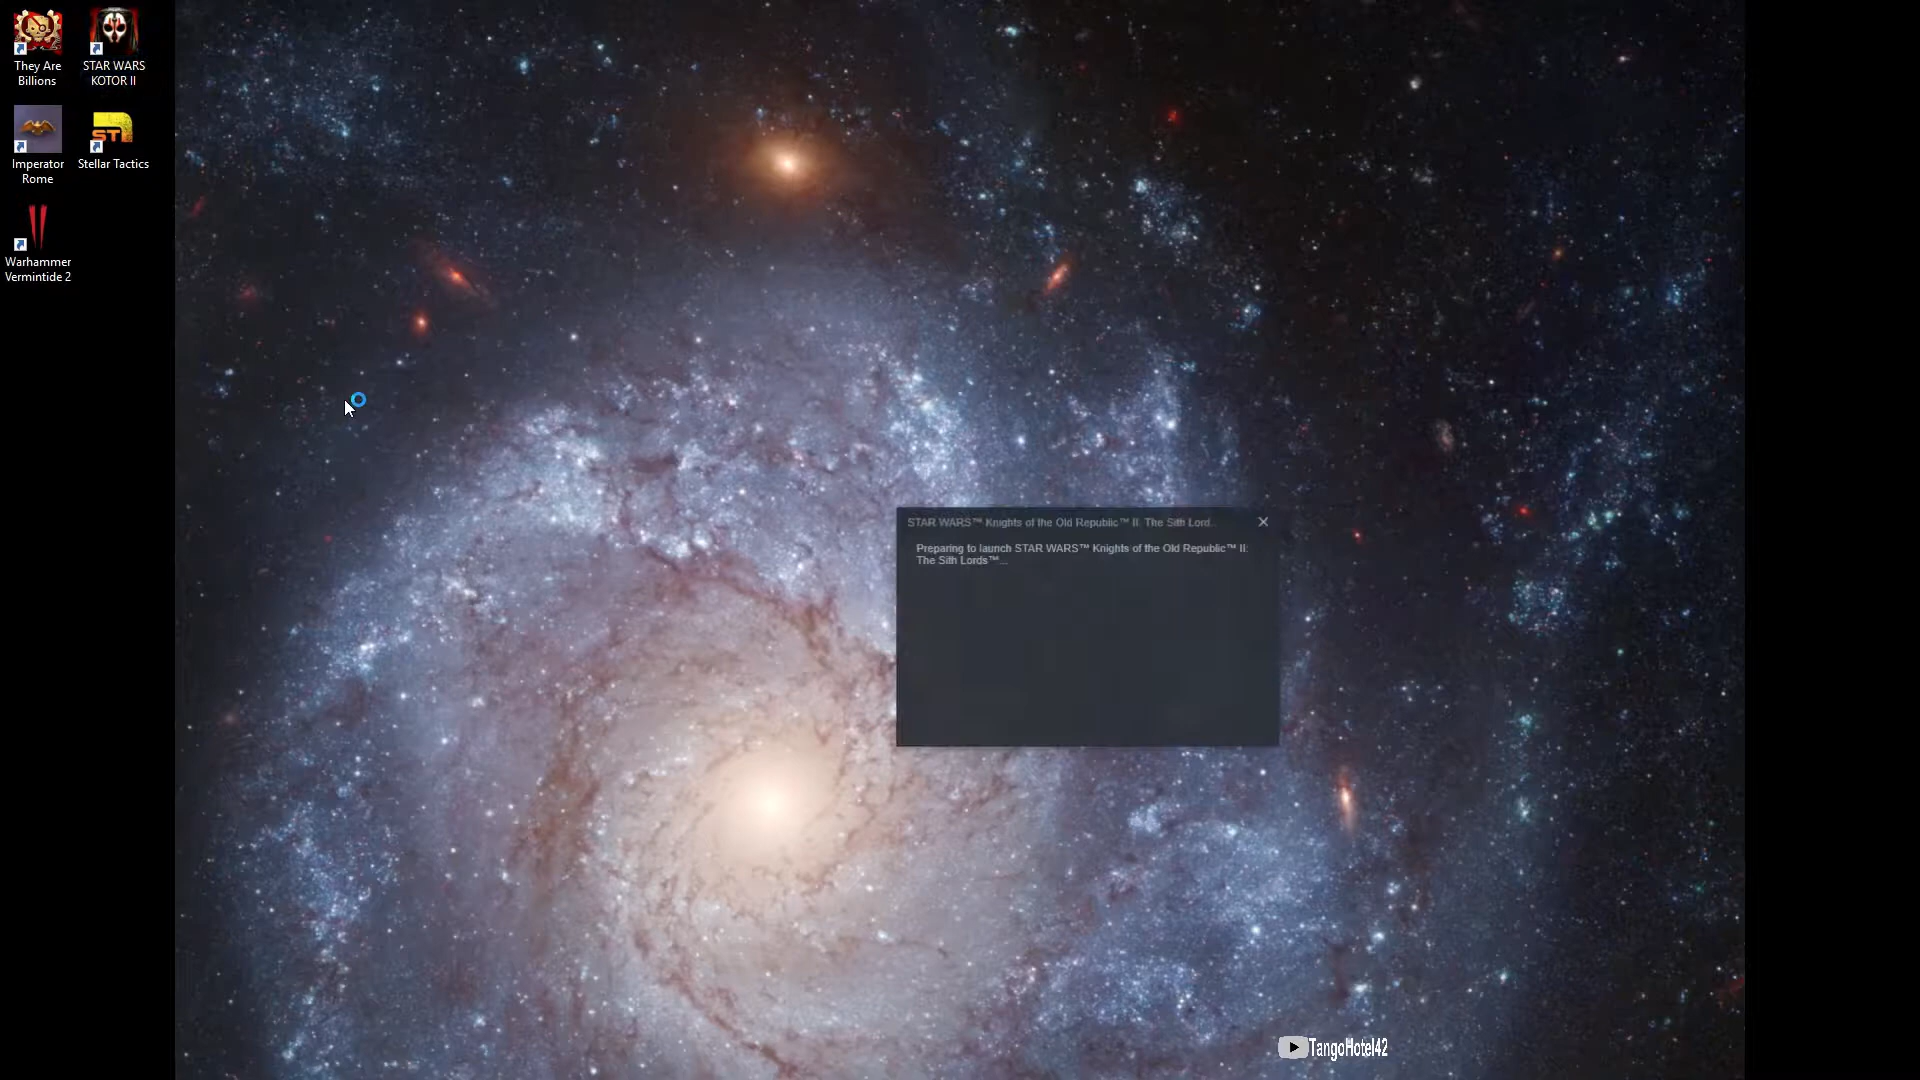 They Are
Billions
STAR WARS
KOTOR II
Imperator
Rome
ST
Stellar Tactics
Warhammer
Vermintide 2
STAR WARS™ Knights of the Old Republic™ II: The Sith Lord...
Preparing to launch STAR WARS™ Knights of the Old Republic™ II:
The Sith Lords™...
TangoHotel42